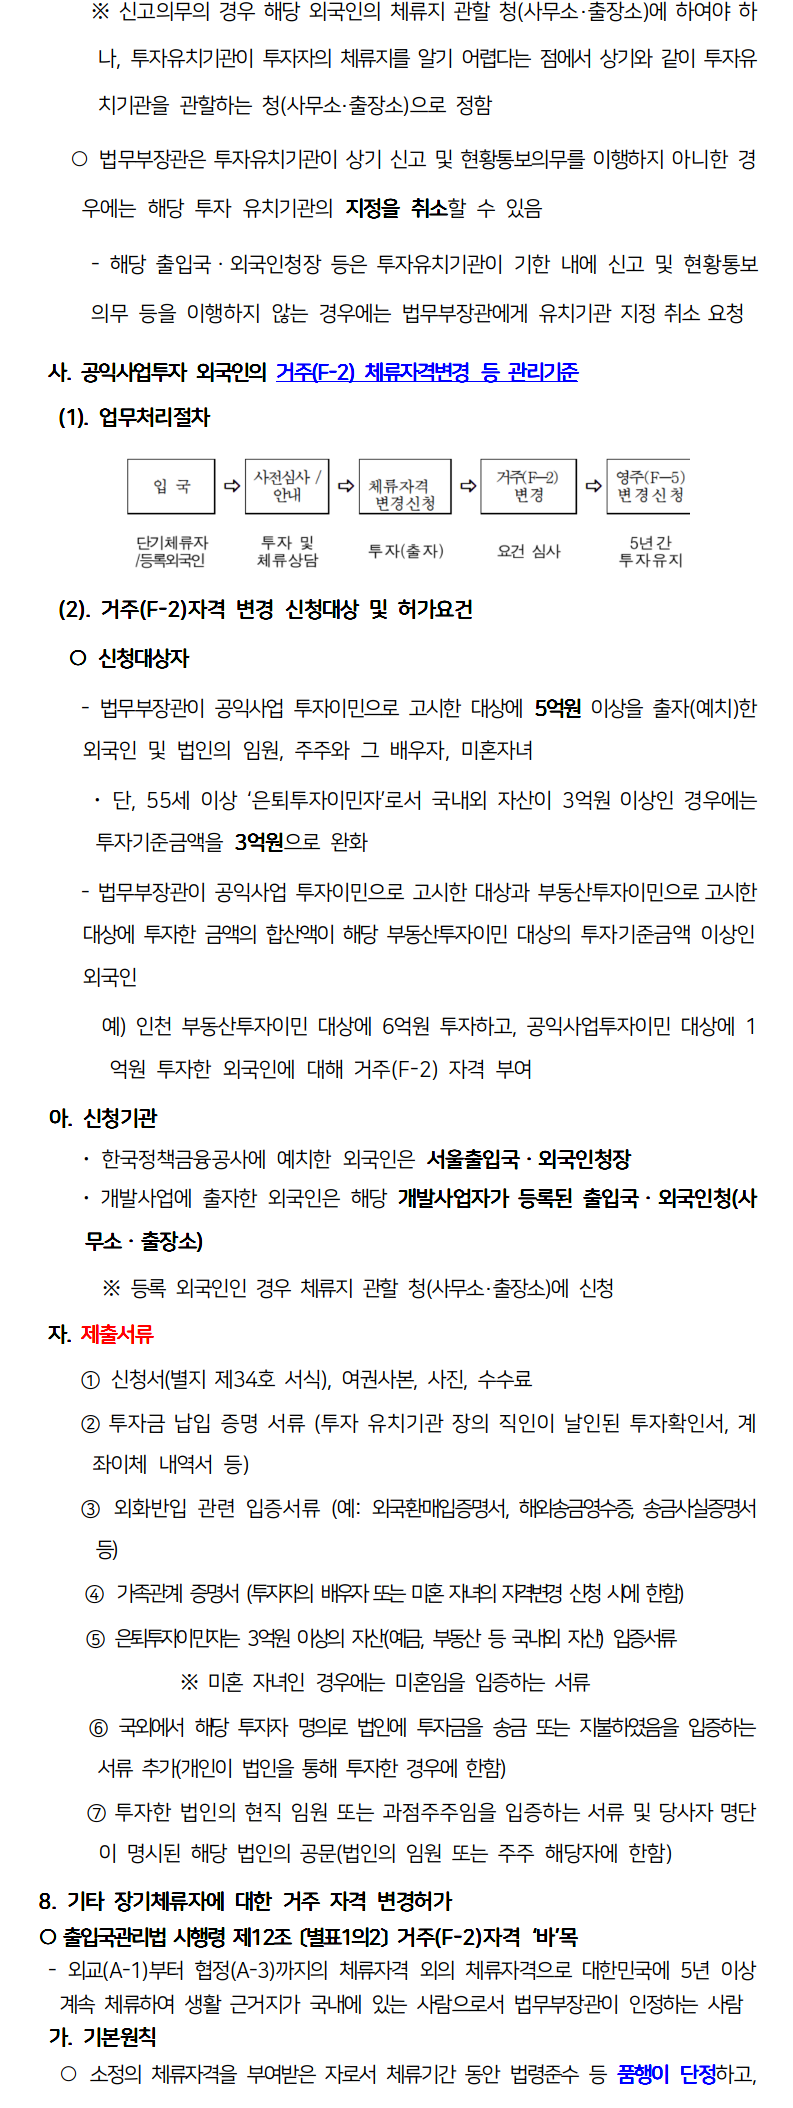 ※ 신고의무의 경우 해당 외국인의 체류지 관할 청(사무소·출장소)에 하여야 하
나, 투자유치기관이 투자자의 체류지를 알기 어렵다는 점에서 상기와 같이 투자유
치기관을 관할하는 청(사무소·출장소)으로 정함
○ 법무부장관은 투자유치기관이 상기 신고 및 현황통보의무를 이행하지 아니한 경
우에는 해당 투자 유치기관의 지정을 취소할 수 있음
- 해당 출입국·외국인청장 등은 투자유치기관이 기한 내에 신고 및 현황통보
의무 등을 이행하지 않는 경우에는 법무부장관에게 유치기관 지정 취소 요청
사. 공익사업투자 외국인의 거주(F-2) 체류자격변경 등 관리기준
(1). 업무처리절차
입 국 ⇨ 사전심사 / 안내 ⇨ 체류자격 변경신청 ⇨ 거주(F-2) 변경 ⇨ 영주(F-5) 변경신청
단기체류자 /등록외국인 투자 및 체류상담 투자(출자) 요건 심사 5년간 투자유지
(2). 거주(F-2)자격 변경 신청대상 및 허가요건
○ 신청대상자
- 법무부장관이 공익사업 투자이민으로 고시한 대상에 5억원 이상을 출자(예치)한
외국인 및 법인의 임원, 주주와 그 배우자, 미혼자녀
· 단, 55세 이상 ‘은퇴투자이민자’로서 국내외 자산이 3억원 이상인 경우에는
투자기준금액을 3억원으로 완화
- 법무부장관이 공익사업 투자이민으로 고시한 대상과 부동산투자이민으로 고시한
대상에 투자한 금액의 합산액이 해당 부동산투자이민 대상의 투자기준금액 이상인
외국인
예) 인천 부동산투자이민 대상에 6억원 투자하고, 공익사업투자이민 대상에 1
억원 투자한 외국인에 대해 거주(F-2) 자격 부여
아. 신청기관
· 한국정책금융공사에 예치한 외국인은 서울출입국·외국인청장
· 개발사업에 출자한 외국인은 해당 개발사업자가 등록된 출입국·외국인청(사
무소·출장소)
※ 등록 외국인인 경우 체류지 관할 청(사무소·출장소)에 신청
자. 제출서류
① 신청서(별지 제34호 서식), 여권사본, 사진, 수수료
② 투자금 납입 증명 서류 (투자 유치기관 장의 직인이 날인된 투자확인서, 계
좌이체 내역서 등)
③ 외화반입 관련 입증서류 (예: 외국환매입증명서, 해외송금영수증, 송금사실증명서
등)
④ 가족관계 증명서 (투자자의 배우자 또는 미혼 자녀의 자격변경 신청 시에 한함)
⑤ 은퇴투자이민자는 3억원 이상의 자산(예금, 부동산 등 국내외 자산) 입증서류
※ 미혼 자녀인 경우에는 미혼임을 입증하는 서류
⑥ 국외에서 해당 투자자 명의로 법인에 투자금을 송금 또는 지불하였음을 입증하는
서류 추가(개인이 법인을 통해 투자한 경우에 한함)
⑦ 투자한 법인의 현직 임원 또는 과점주주임을 입증하는 서류 및 당사자 명단
이 명시된 해당 법인의 공문(법인의 임원 또는 주주 해당자에 한함)
8. 기타 장기체류자에 대한 거주 자격 변경허가
○ 출입국관리법 시행령 제12조 〔별표1의2〕 거주(F-2)자격 ‘바’목
- 외교(A-1)부터 협정(A-3)까지의 체류자격 외의 체류자격으로 대한민국에 5년 이상
계속 체류하여 생활 근거지가 국내에 있는 사람으로서 법무부장관이 인정하는 사람
가. 기본원칙
○ 소정의 체류자격을 부여받은 자로서 체류기간 동안 법령준수 등 품행이 단정하고,